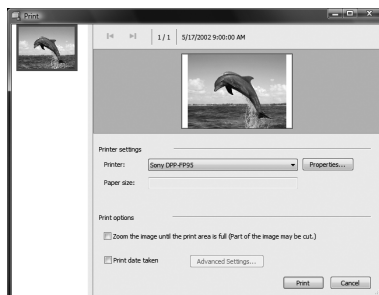 Print
1 / 1 5/17/2002 9:00:00 AM
Printer settings
Printer: Sony DPP-FP95 Properties...
Paper size:
Print options
Zoom the image until the print area is full (Part of the image may be cut.)
Print date taken Advanced Settings...
Print Cancel